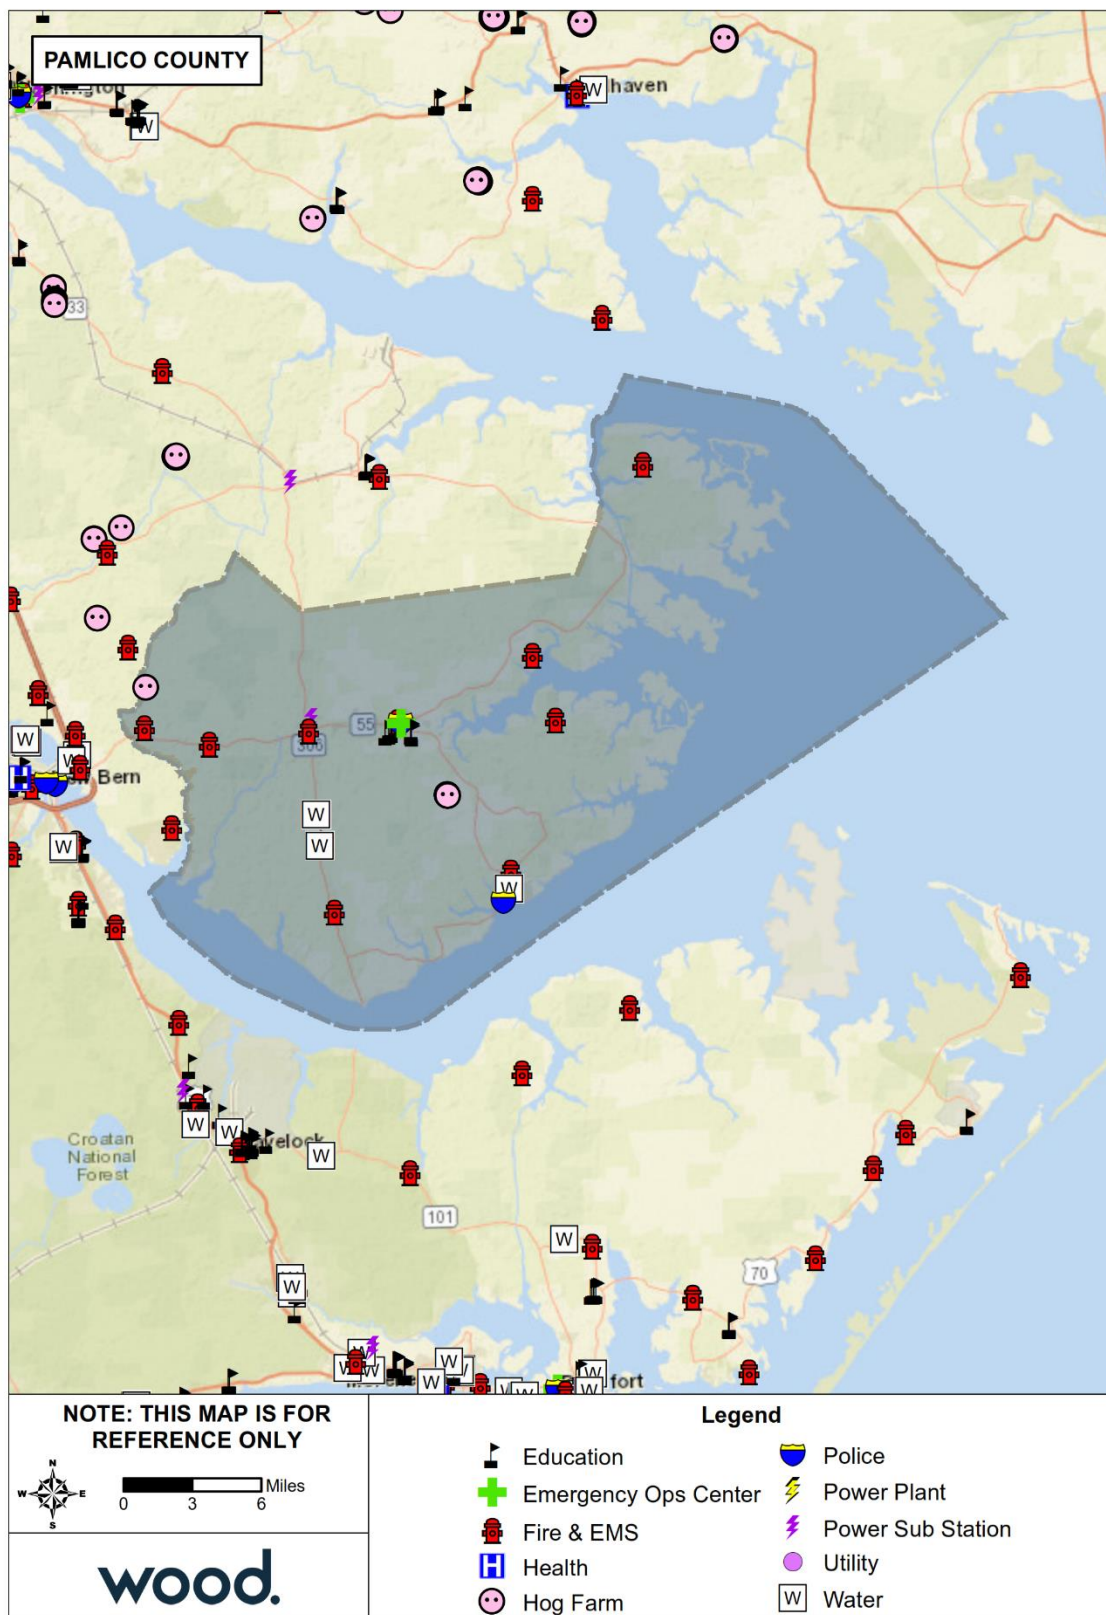 PAMLICO COUNTY
haven
33
55
306
Bern
Croatan
National
Forest
101
70
fort
NOTE: THIS MAP IS FOR
REFERENCE ONLY
N
W E
S
Miles
0 3 6
wood.
Legend
Education
Emergency Ops Center
Fire & EMS
Health
Hog Farm
Police
Power Plant
Power Sub Station
Utility
W Water